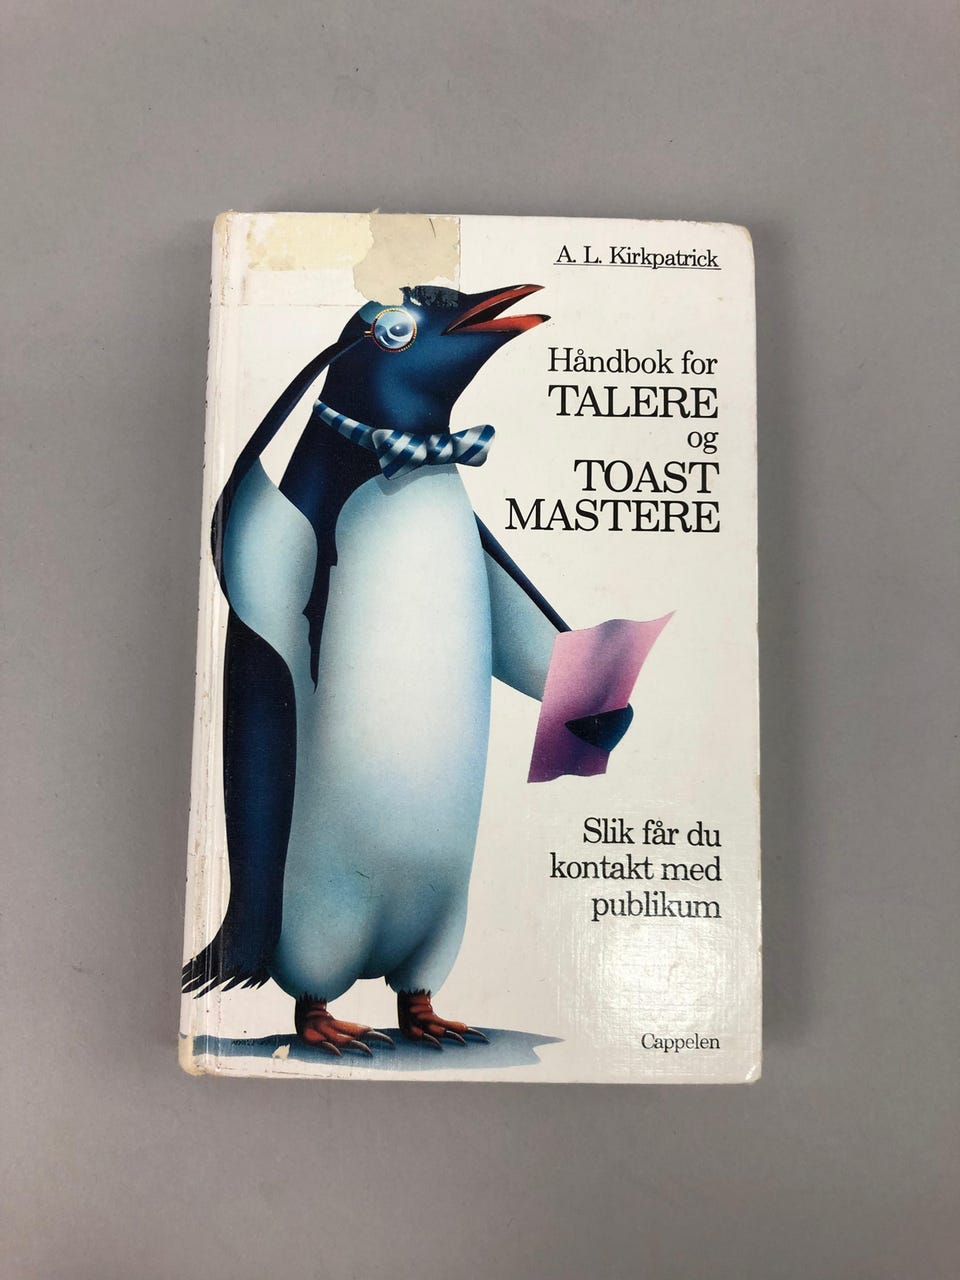 A. L. Kirkpatrick
Håndbok for
TALERE
og
TOAST
MASTERE
Slik får du
kontakt med
publikum
Cappelen